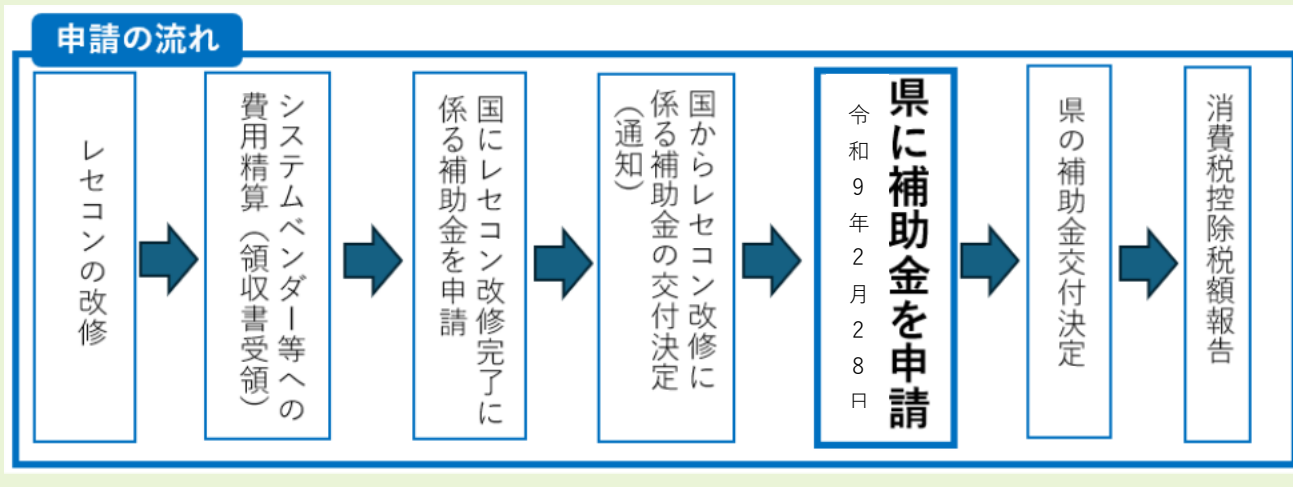 申請の流れ
レセコンの改修
システムベンダー等への
費用精算（領収書受領）
国にレセコン改修完了に
係る補助金を申請
国からレセコン改修に
係る補助金の交付決定
（通知）
県に補助金を申請
令和9年2月28日
県の補助金交付決定
消費税控除税額報告